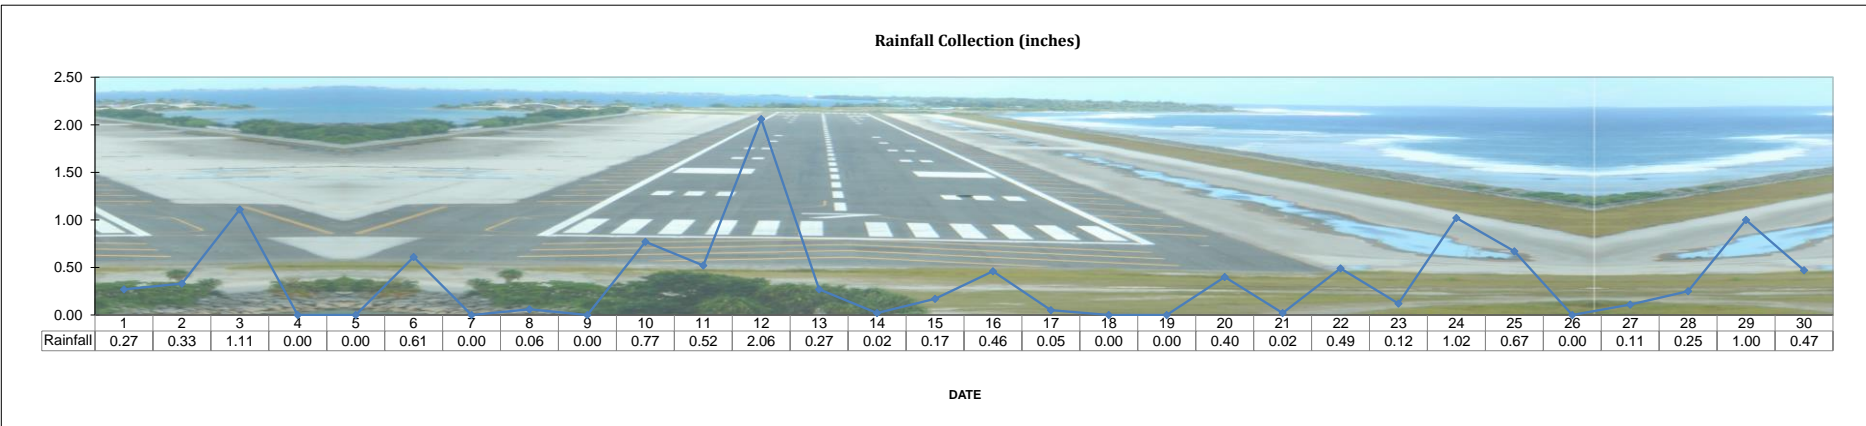 Rainfall Collection (inches)
2.50
2.00
1.50
1.00
0.50
0.00
1 2 3 4 5 6 7 8 9 10 11 12 13 14 15 16 17 18 19 20 21 22 23 24 25 26 27 28 29 30
Rainfall 0.27 0.33 1.11 0.00 0.00 0.61 0.00 0.06 0.00 0.77 0.52 2.06 0.27 0.02 0.17 0.46 0.05 0.00 0.00 0.40 0.02 0.49 0.12 1.02 0.67 0.00 0.11 0.25 1.00 0.47
DATE